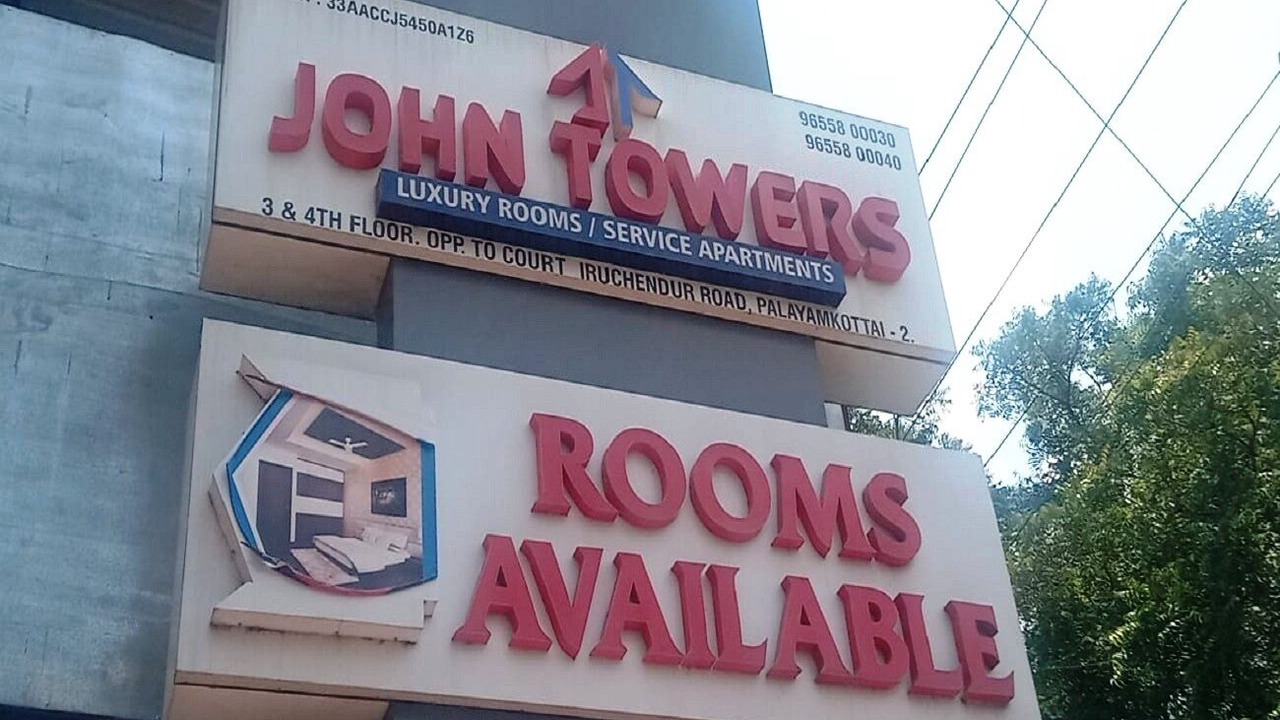 : 33AACCJ5450A1Z6
JOHN TOWERS
96558 00030
96558 00040
LUXURY ROOMS / SERVICE APARTMENTS
3 & 4TH FLOOR. OPP. TO COURT IRUCHENDUR ROAD, PALAYAMKOTTAI - 2.
ROOMS
AVAILABLE